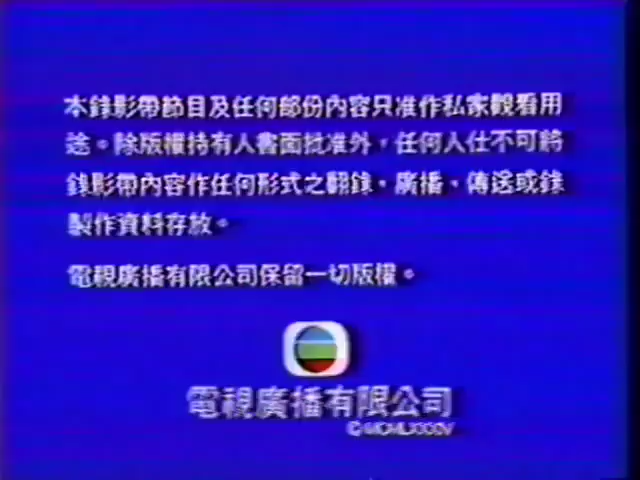 本錄影帶節目及任何部份內容只准作私家觀看用
途。除版權持有人書面批准外，任何人仕不可將
錄影帶內容作任何形式之翻錄、廣播、傳送或錄
製作資料存放。
電視廣播有限公司保留一切版權。
電視廣播有限公司